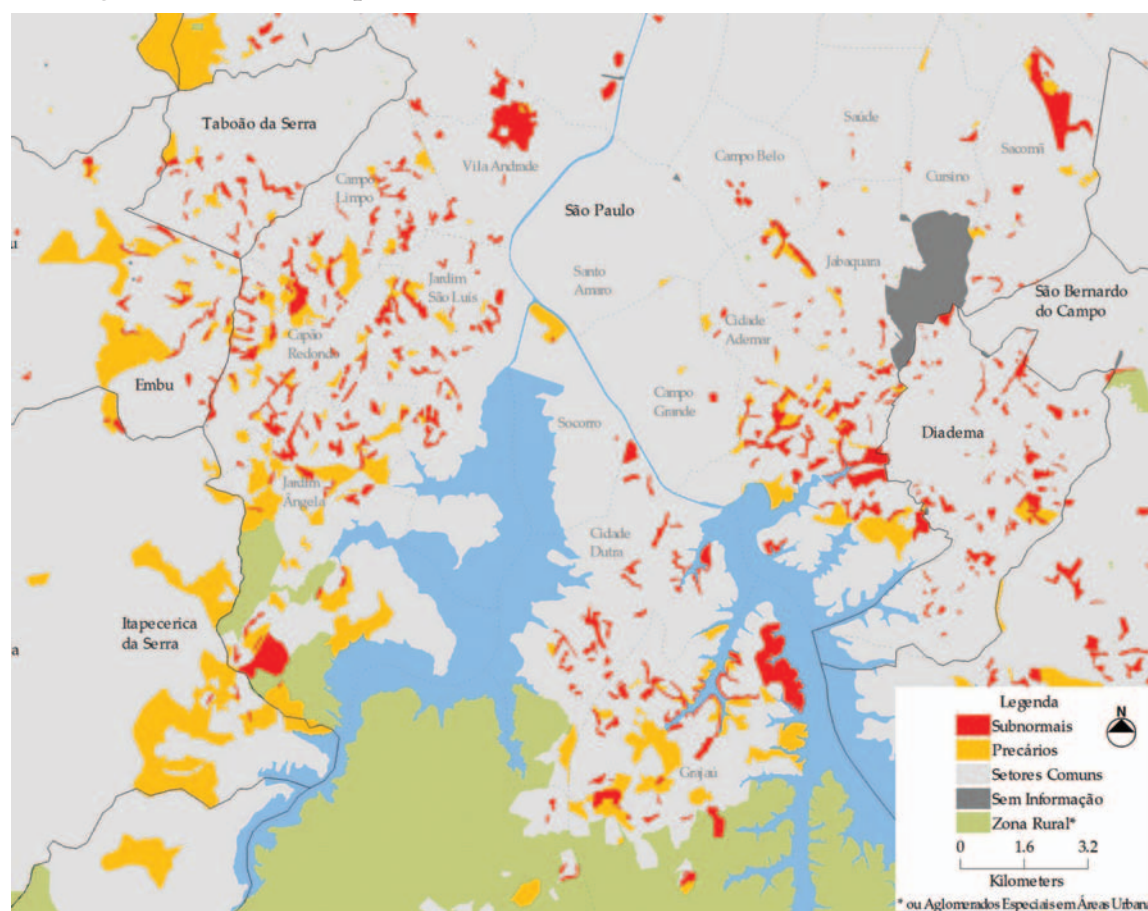 Taboão da Serra
Vila Andrade
Campo
Limpo
São Paulo
Campo Belo
Saúde
Sacomã
Cursino
Jardim
São Luís
Santo
Amaro
Jabaquara
São Bernardo
do Campo
Capão
Redondo
Cidade
Ademar
Embu
Campo
Grande
Socorro
Diadema
Jardim
Ângela
Cidade
Dutra
Itapecerica
da Serra
Grajaú
Legenda
N
Subnormais
Precários
Setores Comuns
Sem Informação
Zona Rural*
0 1.6 3.2
Kilometers
* ou Aglomerados Especiais em Áreas Urban